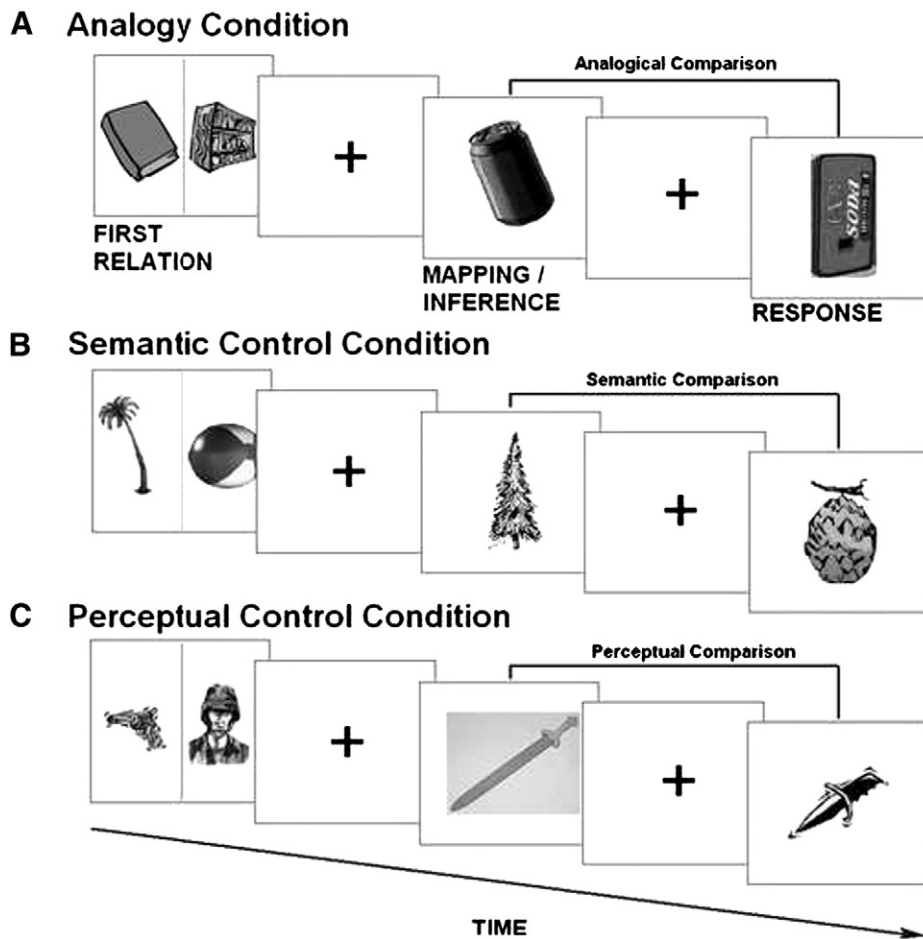 A Analogy Condition
Analogical Comparison
SODA
FIRST
RELATION
MAPPING /
INFERENCE
RESPONSE
B Semantic Control Condition
Semantic Comparison
C Perceptual Control Condition
Perceptual Comparison
TIME